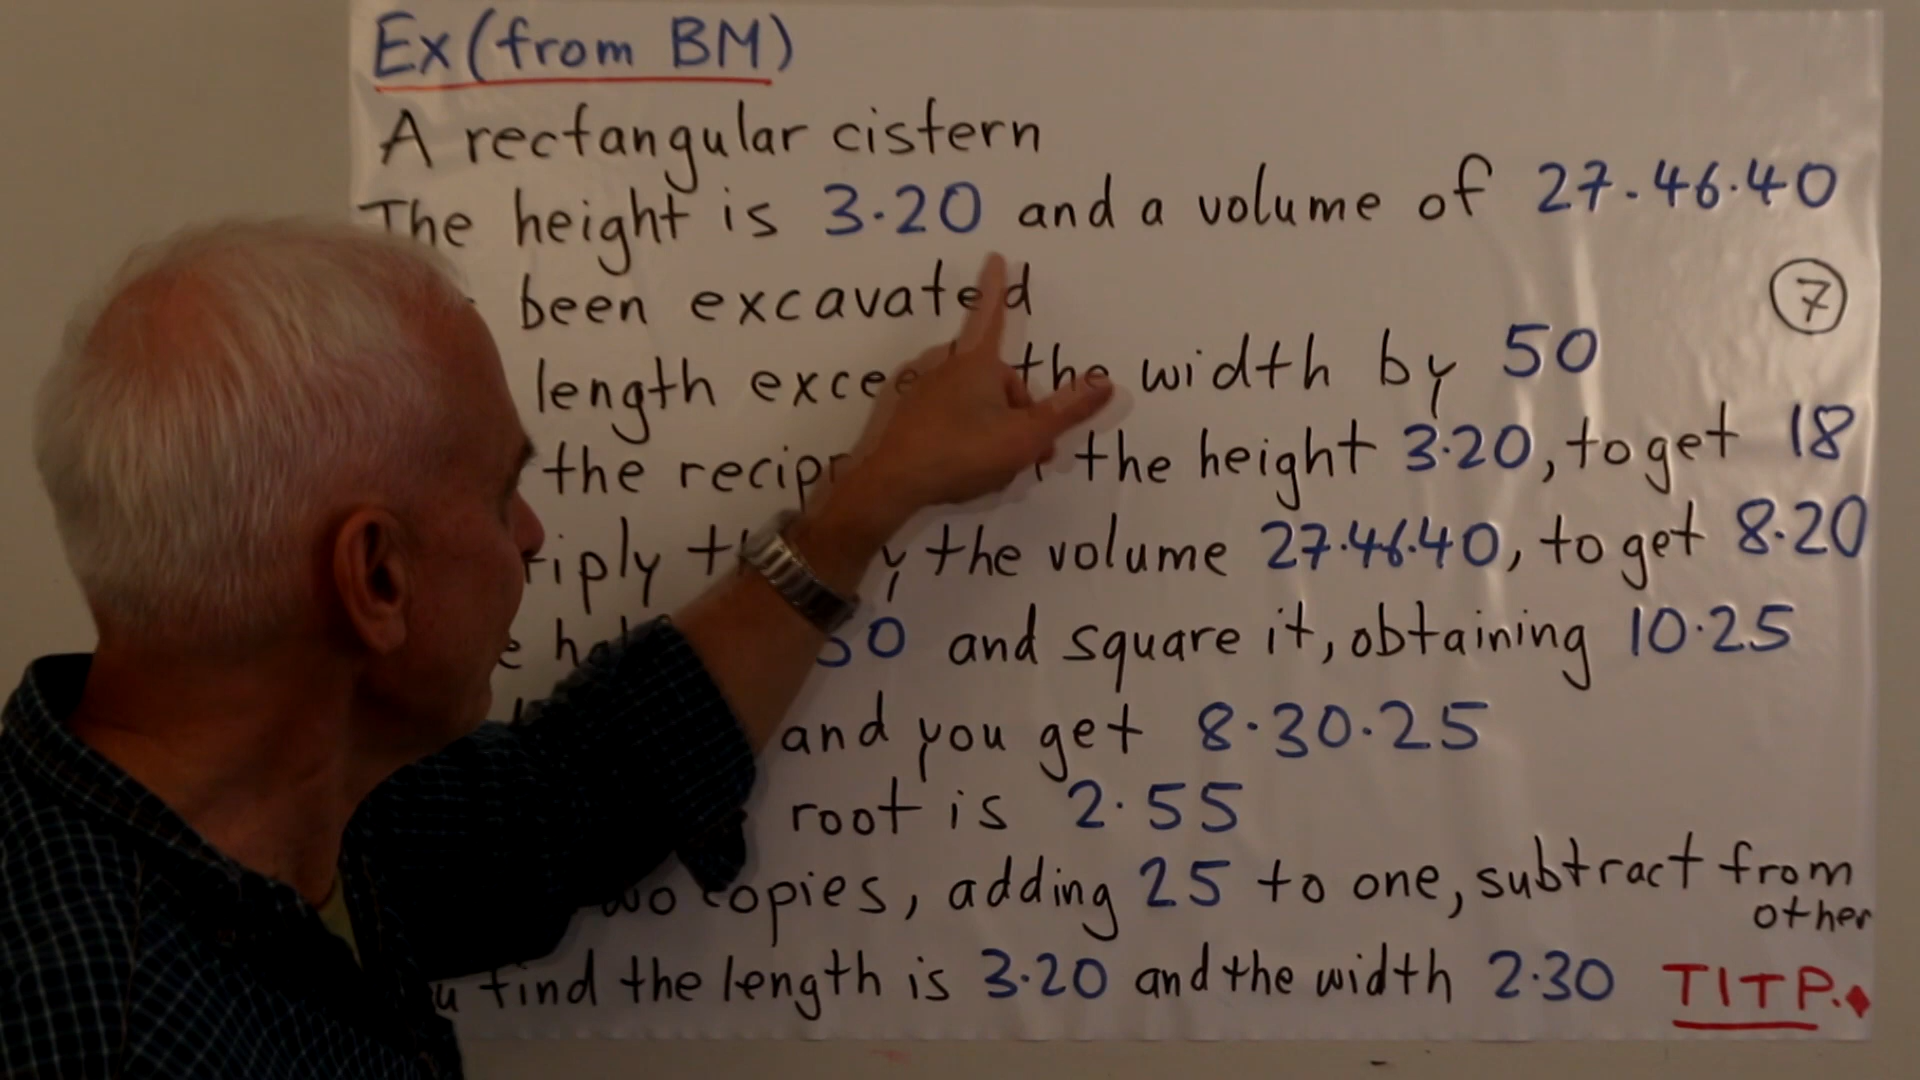 Ex (from BM)
A rectangular cistern
The height is 3.20 and a volume of 27.46.40
been excavated
7
length the width by 50
the the height 3.20, to get 18
the volume 27.46.40, to get 8.20
and square it, obtaining 10.25
and you get 8.30.25
root is 2.55
copies, adding 25 to one, subtract from
other
find the length is 3.20 and the width 2.30 TITP.